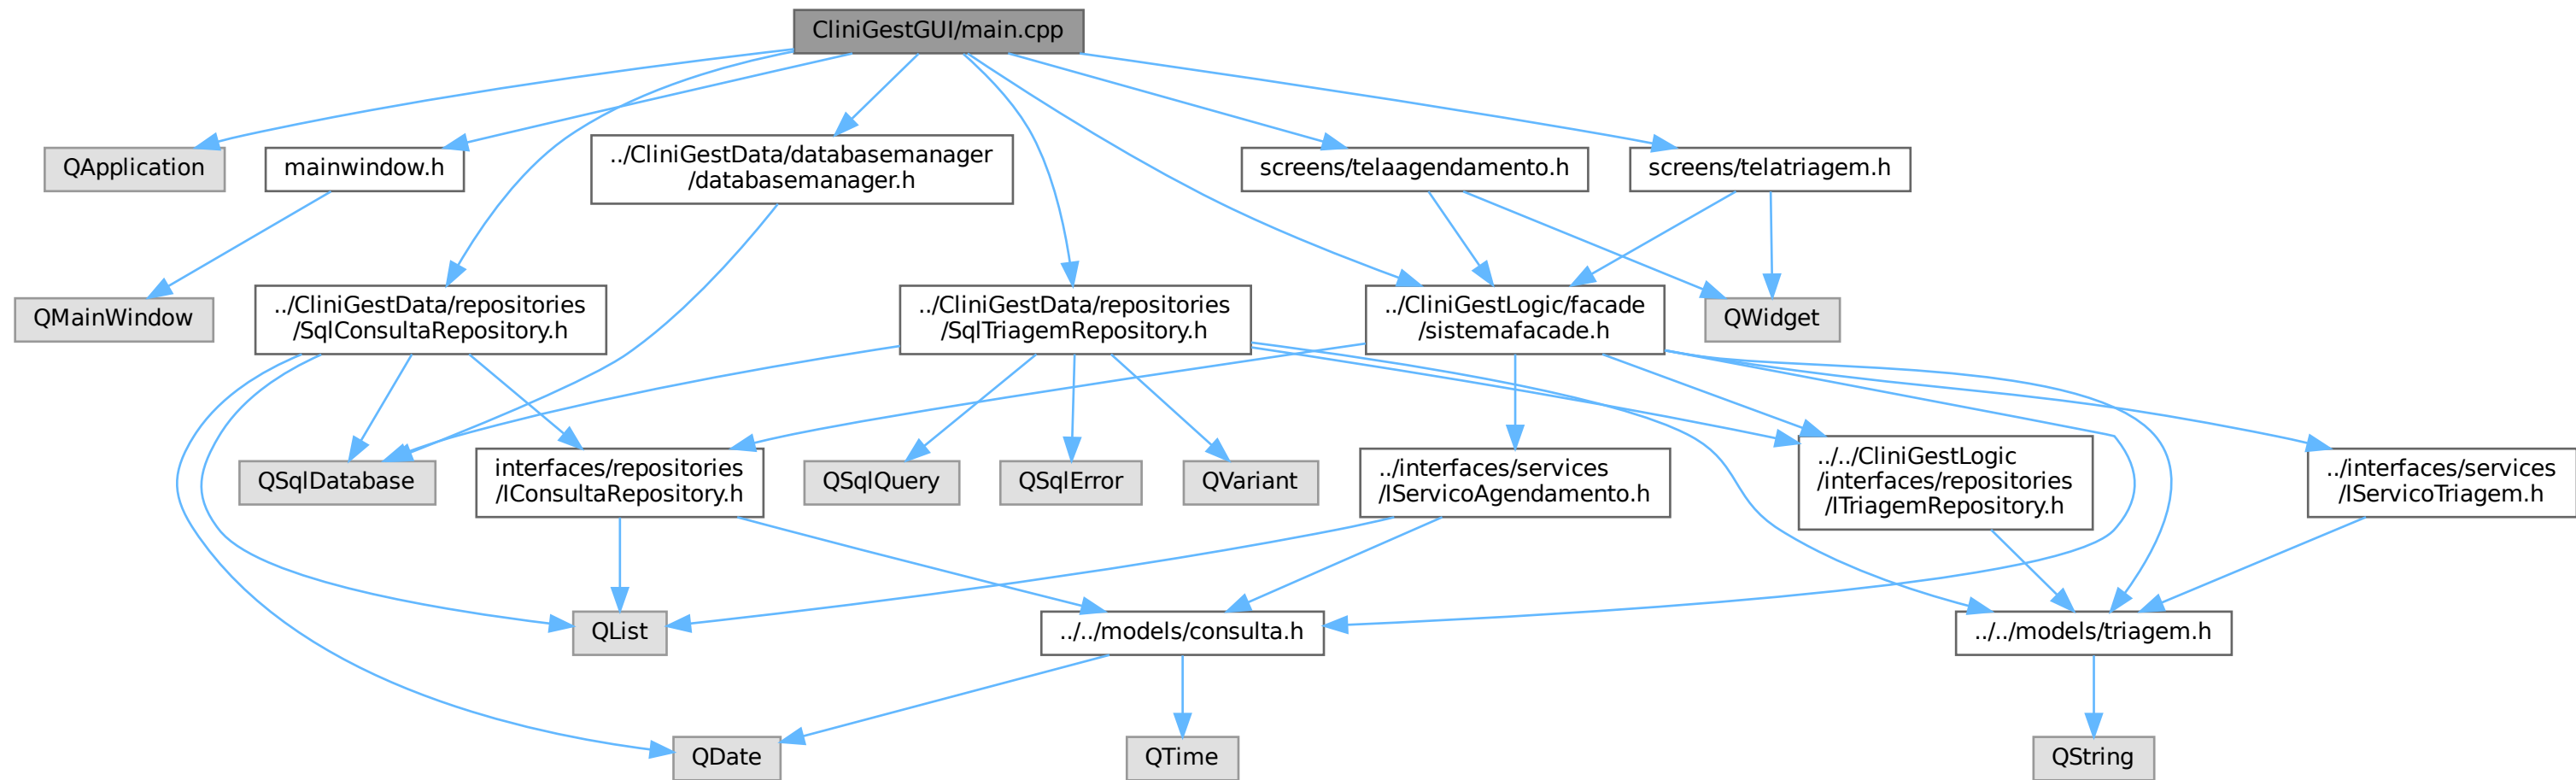 CliniGestGUI/main.cpp
QApplication
mainwindow.h
../CliniGestData/databasemanager
/databasemanager.h
screens/telaagendamento.h
screens/telatriagem.h
QMainWindow
../CliniGestData/repositories
/SqlConsultaRepository.h
../CliniGestData/repositories
/SqlTriagemRepository.h
../CliniGestLogic/facade
/sistemafacade.h
QWidget
QSqlDatabase
interfaces/repositories
/IConsultaRepository.h
QSqlQuery
QSqlError
QVariant
../interfaces/services
/IServicoAgendamento.h
../../CliniGestLogic
/interfaces/repositories
/ITriagemRepository.h
../interfaces/services
/IServicoTriagem.h
QList
../../models/consulta.h
../../models/triagem.h
QDate
QTime
QString